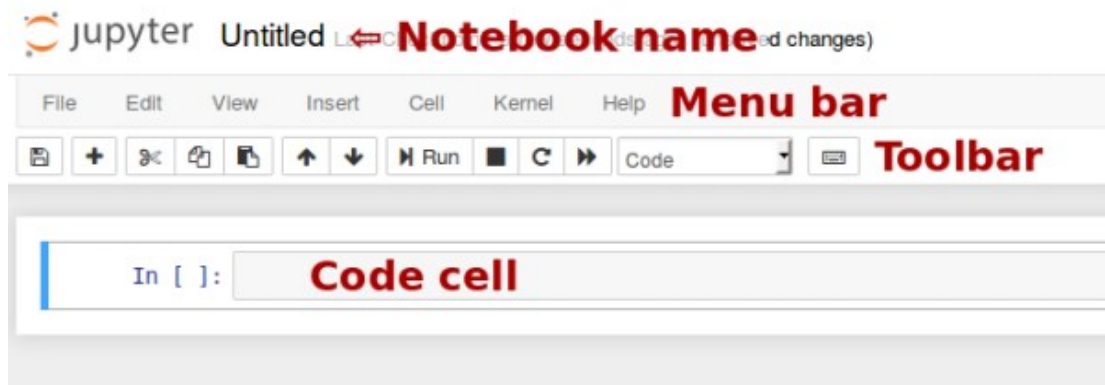 jupyter Untitled ⇦ Notebook name d changes)
File Edit View Insert Cell Kernel Help Menu bar
Run Code Toolbar
In [ ]: Code cell